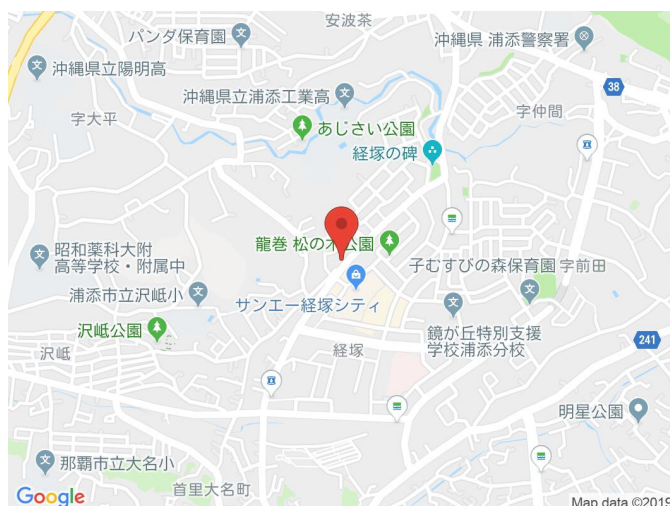 安波茶
パンダ保育園
沖縄県 浦添警察署
沖縄県立陽明高
38
沖縄県立浦添工業高
字仲間
字大平
あじさい公園
経塚の碑
龍巻 松の木公園
昭和薬科大附
高等学校・附属中
子むすびの森保育園
字前田
浦添市立沢岻小
サンエー経塚シティ
沢岻公園
鏡が丘特別支援
学校浦添分校
241
沢岻
経塚
明星公園
那覇市立大名小
首里大名町
Google
Map data ©2019